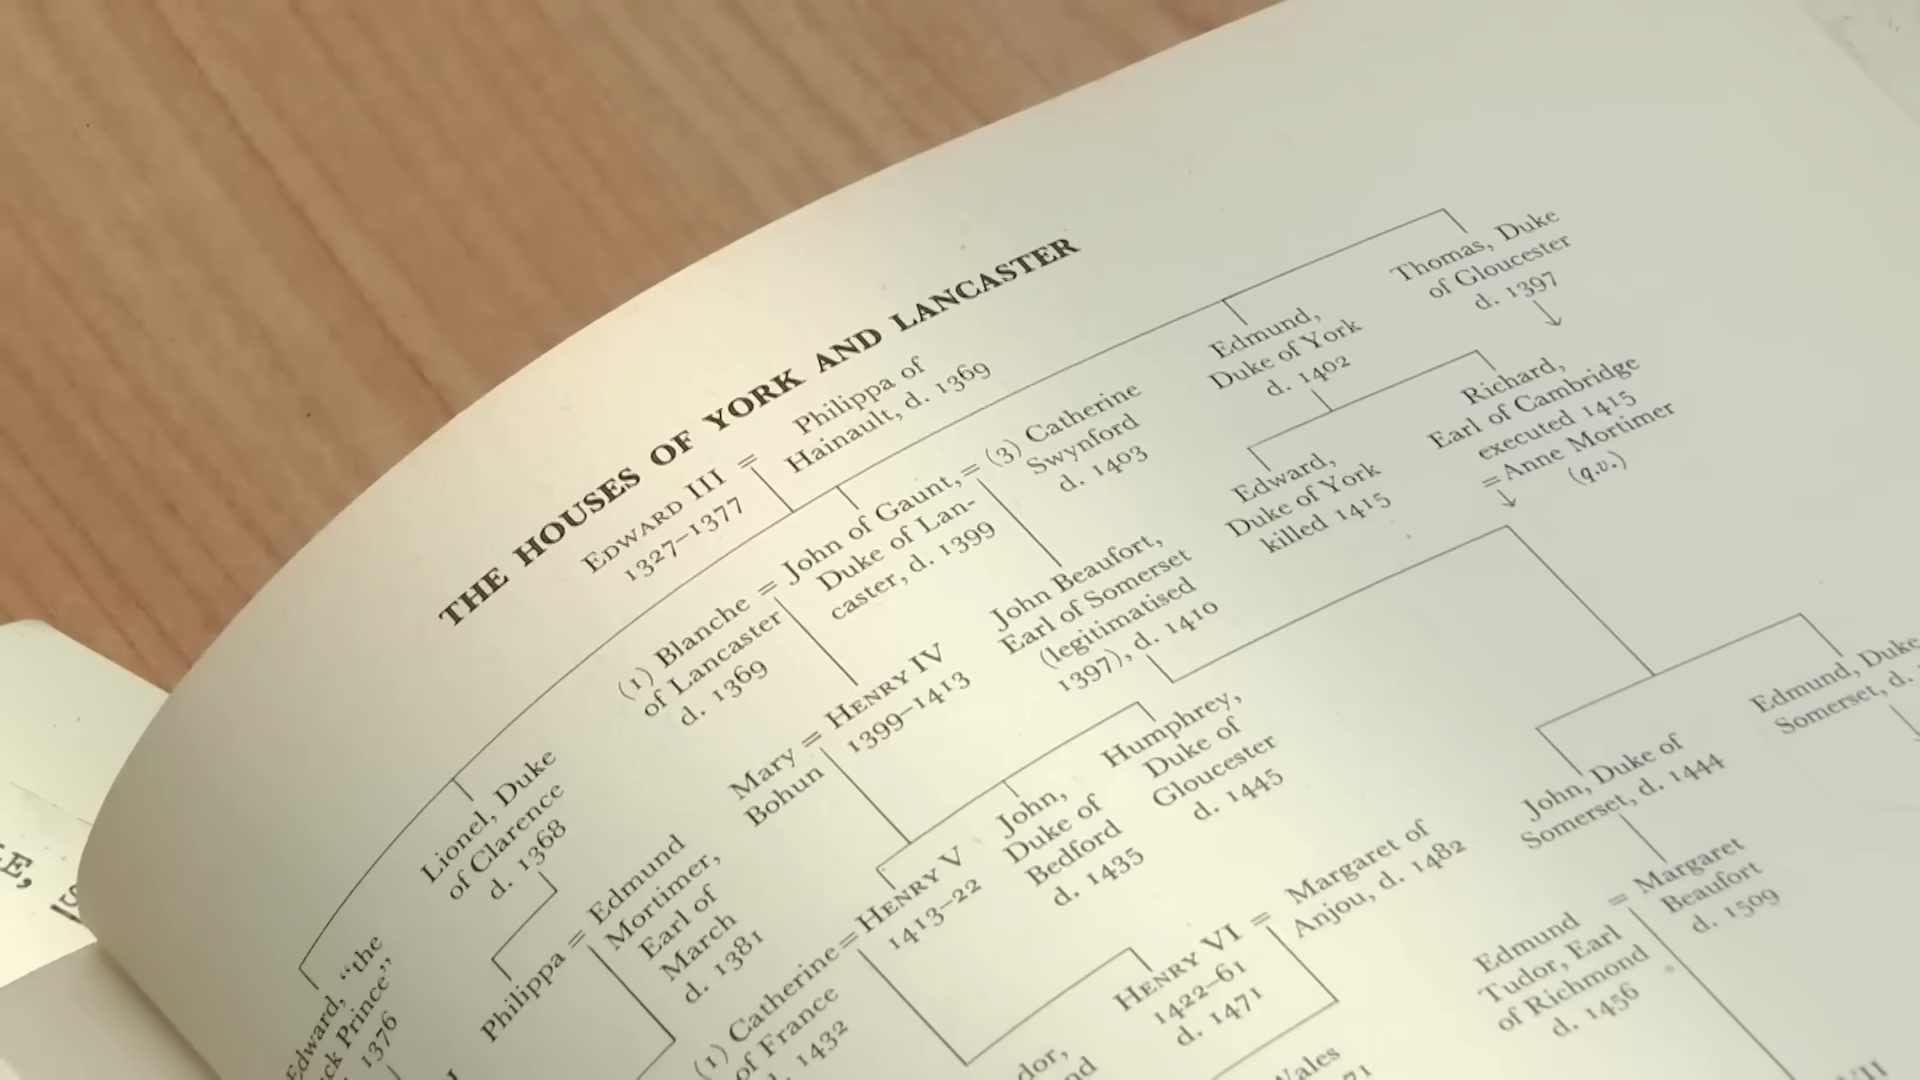 THE HOUSES OF YORK AND LANCASTER
EDWARD III =
1327–1377
Philippa of
Hainault, d. 1369
Edward, “the
Prince”,
1376
Lionel, Duke
of Clarence
d. 1368
(1) Blanche =
of Lancaster
d. 1369
John of Gaunt, =
Duke of Lan-
caster, d. 1399
(3) Catherine
Swynford
d. 1403
Edmund,
Duke of York
d. 1402
Thomas, Duke
of Gloucester
d. 1397
Philippa =
Edmund
Mortimer,
Earl of
March
d. 1381
Mary =
Bohun
HENRY IV
1399–1413
John Beaufort,
Earl of Somerset
(legitimatised
1397), d. 1410
Edward,
Duke of York
killed 1415
Richard,
Earl of Cambridge
executed 1415
=Anne Mortimer
(q.v.)
(1) Catherine =
of France
1432
HENRY V
1413–22
John,
Duke of
Bedford
d. 1435
Humphrey,
Duke of
Gloucester
d. 1445
John, Duke of
Somerset, d. 1444
Edmund, Duke
Somerset, d.
HENRY VI =
1422–61
d. 1471
Margaret of
Anjou, d. 1482
Edmund
Tudor, Earl
of Richmond
d. 1456
= Margaret
Beaufort
d. 1509